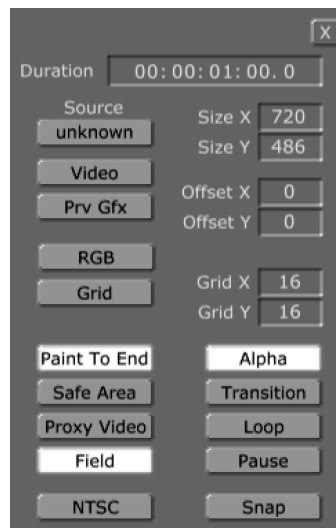 X
Duration 00:00:01:00.0
Source
unknown
Size X 720
Size Y 486
Video
Prv Gfx
Offset X 0
Offset Y 0
RGB
Grid
Grid X 16
Grid Y 16
Paint To End Alpha
Safe Area Transition
Proxy Video Loop
Field Pause
NTSC Snap